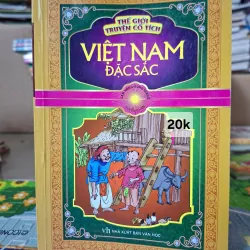 THẾ GIỚI
TRUYỆN CỔ TÍCH
VIỆT NAM
ĐẶC SẮC
20k
NHÀ XUẤT BẢN VĂN HỌC